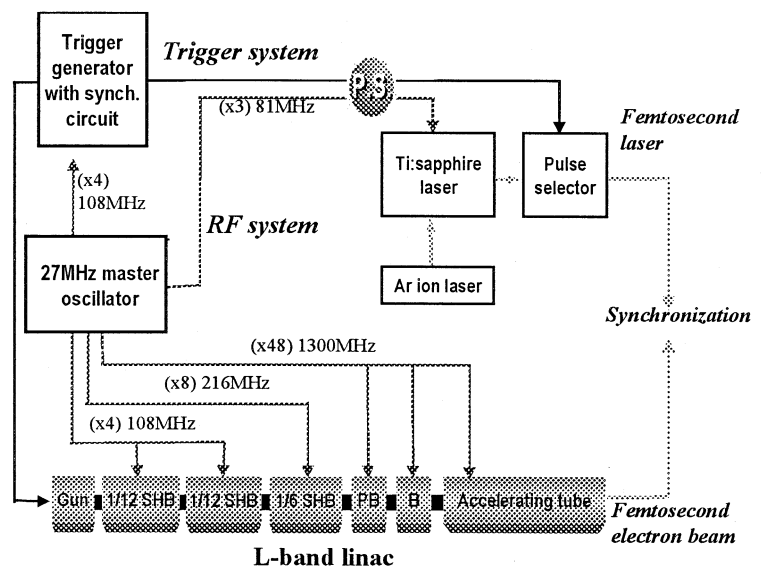 Trigger
generator
with synch.
circuit
Trigger system
P.S
(x3) 81MHz
Femtosecond
laser
Ti:sapphire
laser
Pulse
selector
(x4)
108MHz
RF system
27MHz master
oscillator
Ar ion laser
Synchronization
(x48) 1300MHz
(x8) 216MHz
(x4) 108MHz
Gun
1/12 SHB
1/12 SHB
1/6 SHB
PB
B
Accelerating tube
Femtosecond
electron beam
L-band linac